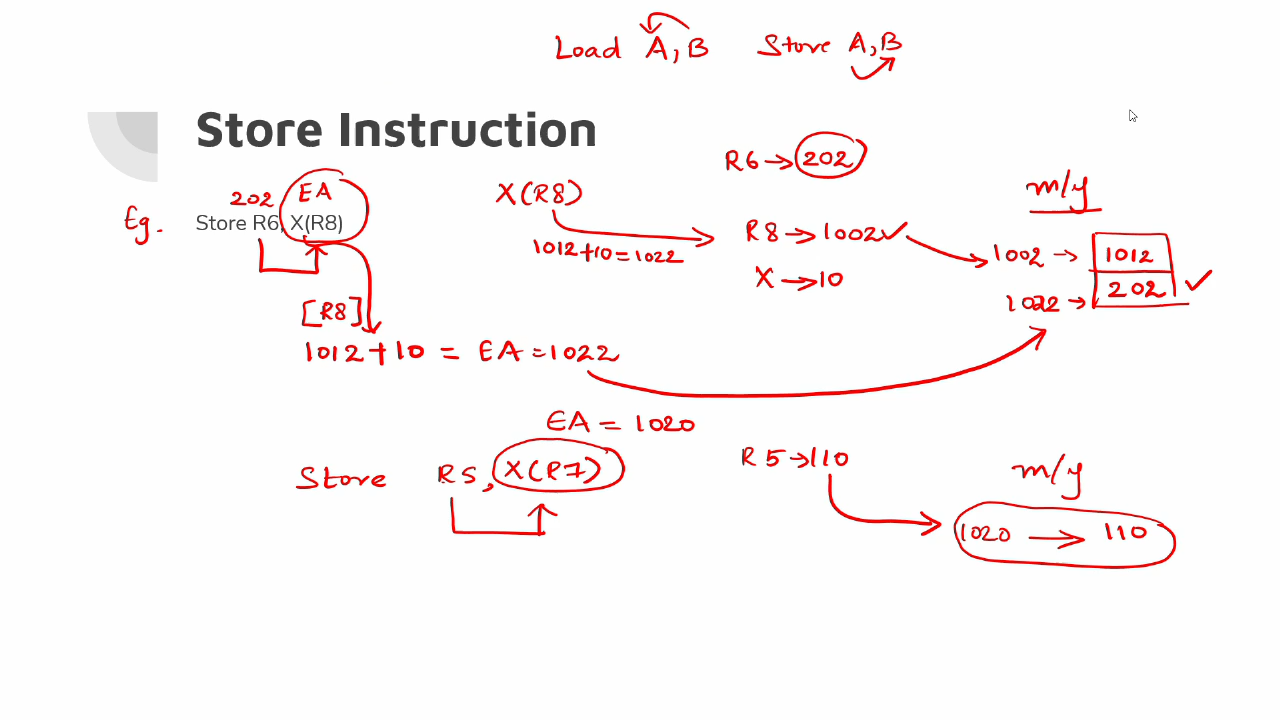 Load A,B Store A,B
Store Instruction
R6→202
202 EA X(R8) m/y
Eg. Store R6, X(R8) R8→1002✓
1012+10=1022 1002→ 1012
X→10 1022→ 202 ✓
[R8]
1012+10 = EA=1022
EA = 1020
Store R5, X(R7) R5→110 m/y
1020 → 110